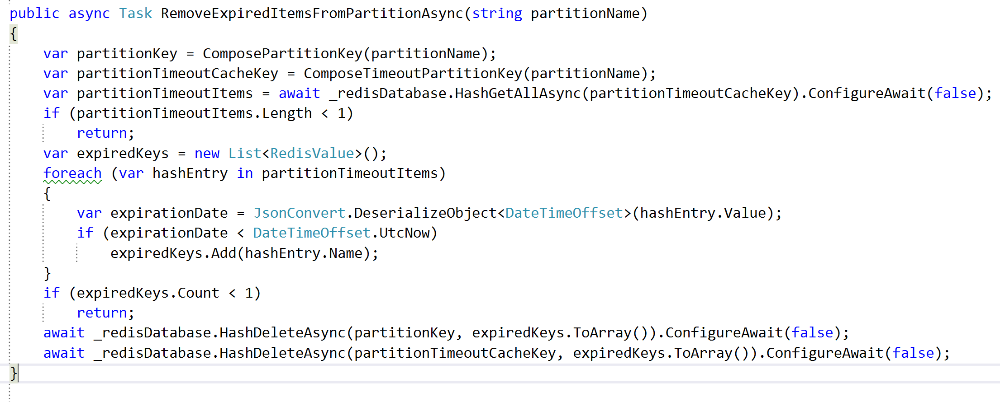 public async Task RemoveExpiredItemsFromPartitionAsync(string partitionName)
{
    var partitionKey = ComposePartitionKey(partitionName);
    var partitionTimeoutCacheKey = ComposeTimeoutPartitionKey(partitionName);
    var partitionTimeoutItems = await _redisDatabase.HashGetAllAsync(partitionTimeoutCacheKey).ConfigureAwait(false);
    if (partitionTimeoutItems.Length < 1)
        return;
    var expiredKeys = new List<RedisValue>();
    foreach (var hashEntry in partitionTimeoutItems)
    {
        var expirationDate = JsonConvert.DeserializeObject<DateTimeOffset>(hashEntry.Value);
        if (expirationDate < DateTimeOffset.UtcNow)
            expiredKeys.Add(hashEntry.Name);
    }
    if (expiredKeys.Count < 1)
        return;
    await _redisDatabase.HashDeleteAsync(partitionKey, expiredKeys.ToArray()).ConfigureAwait(false);
    await _redisDatabase.HashDeleteAsync(partitionTimeoutCacheKey, expiredKeys.ToArray()).ConfigureAwait(false);
}